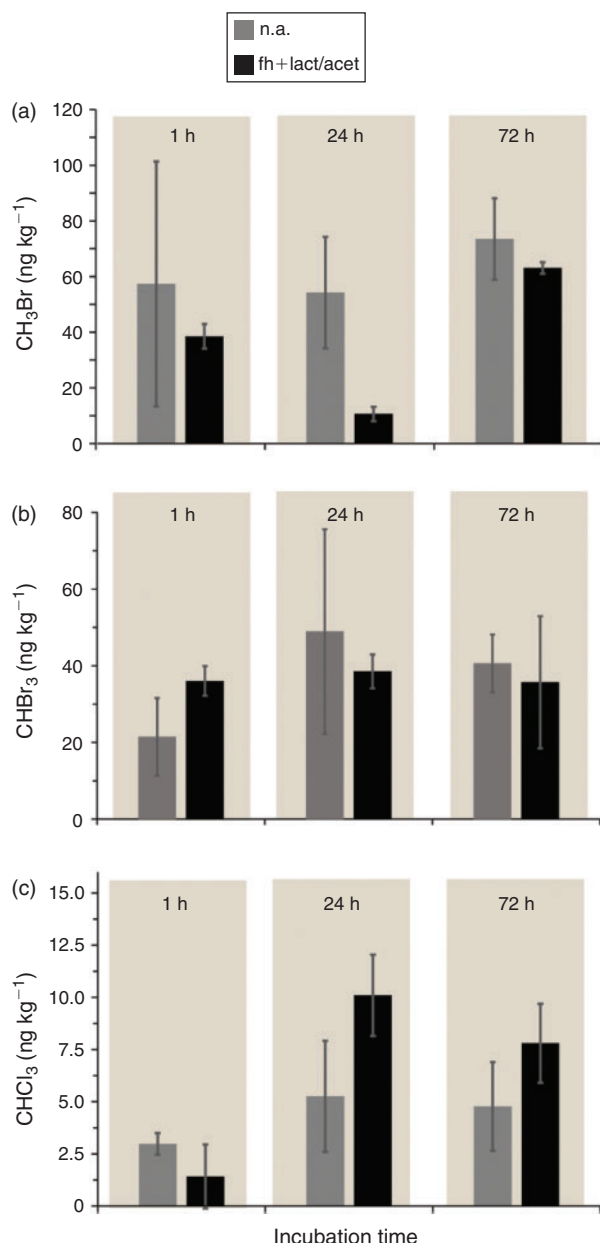 n.a.
fh+lact/acet
(a)
120
100
80
60
40
20
0
CH₃Br (ng kg⁻¹)
1 h
24 h
72 h
(b)
80
60
40
20
0
CHBr₃ (ng kg⁻¹)
1 h
24 h
72 h
(c)
15.0
12.5
10.0
7.5
5.0
2.5
0
CHCl₃ (ng kg⁻¹)
1 h
24 h
72 h
Incubation time